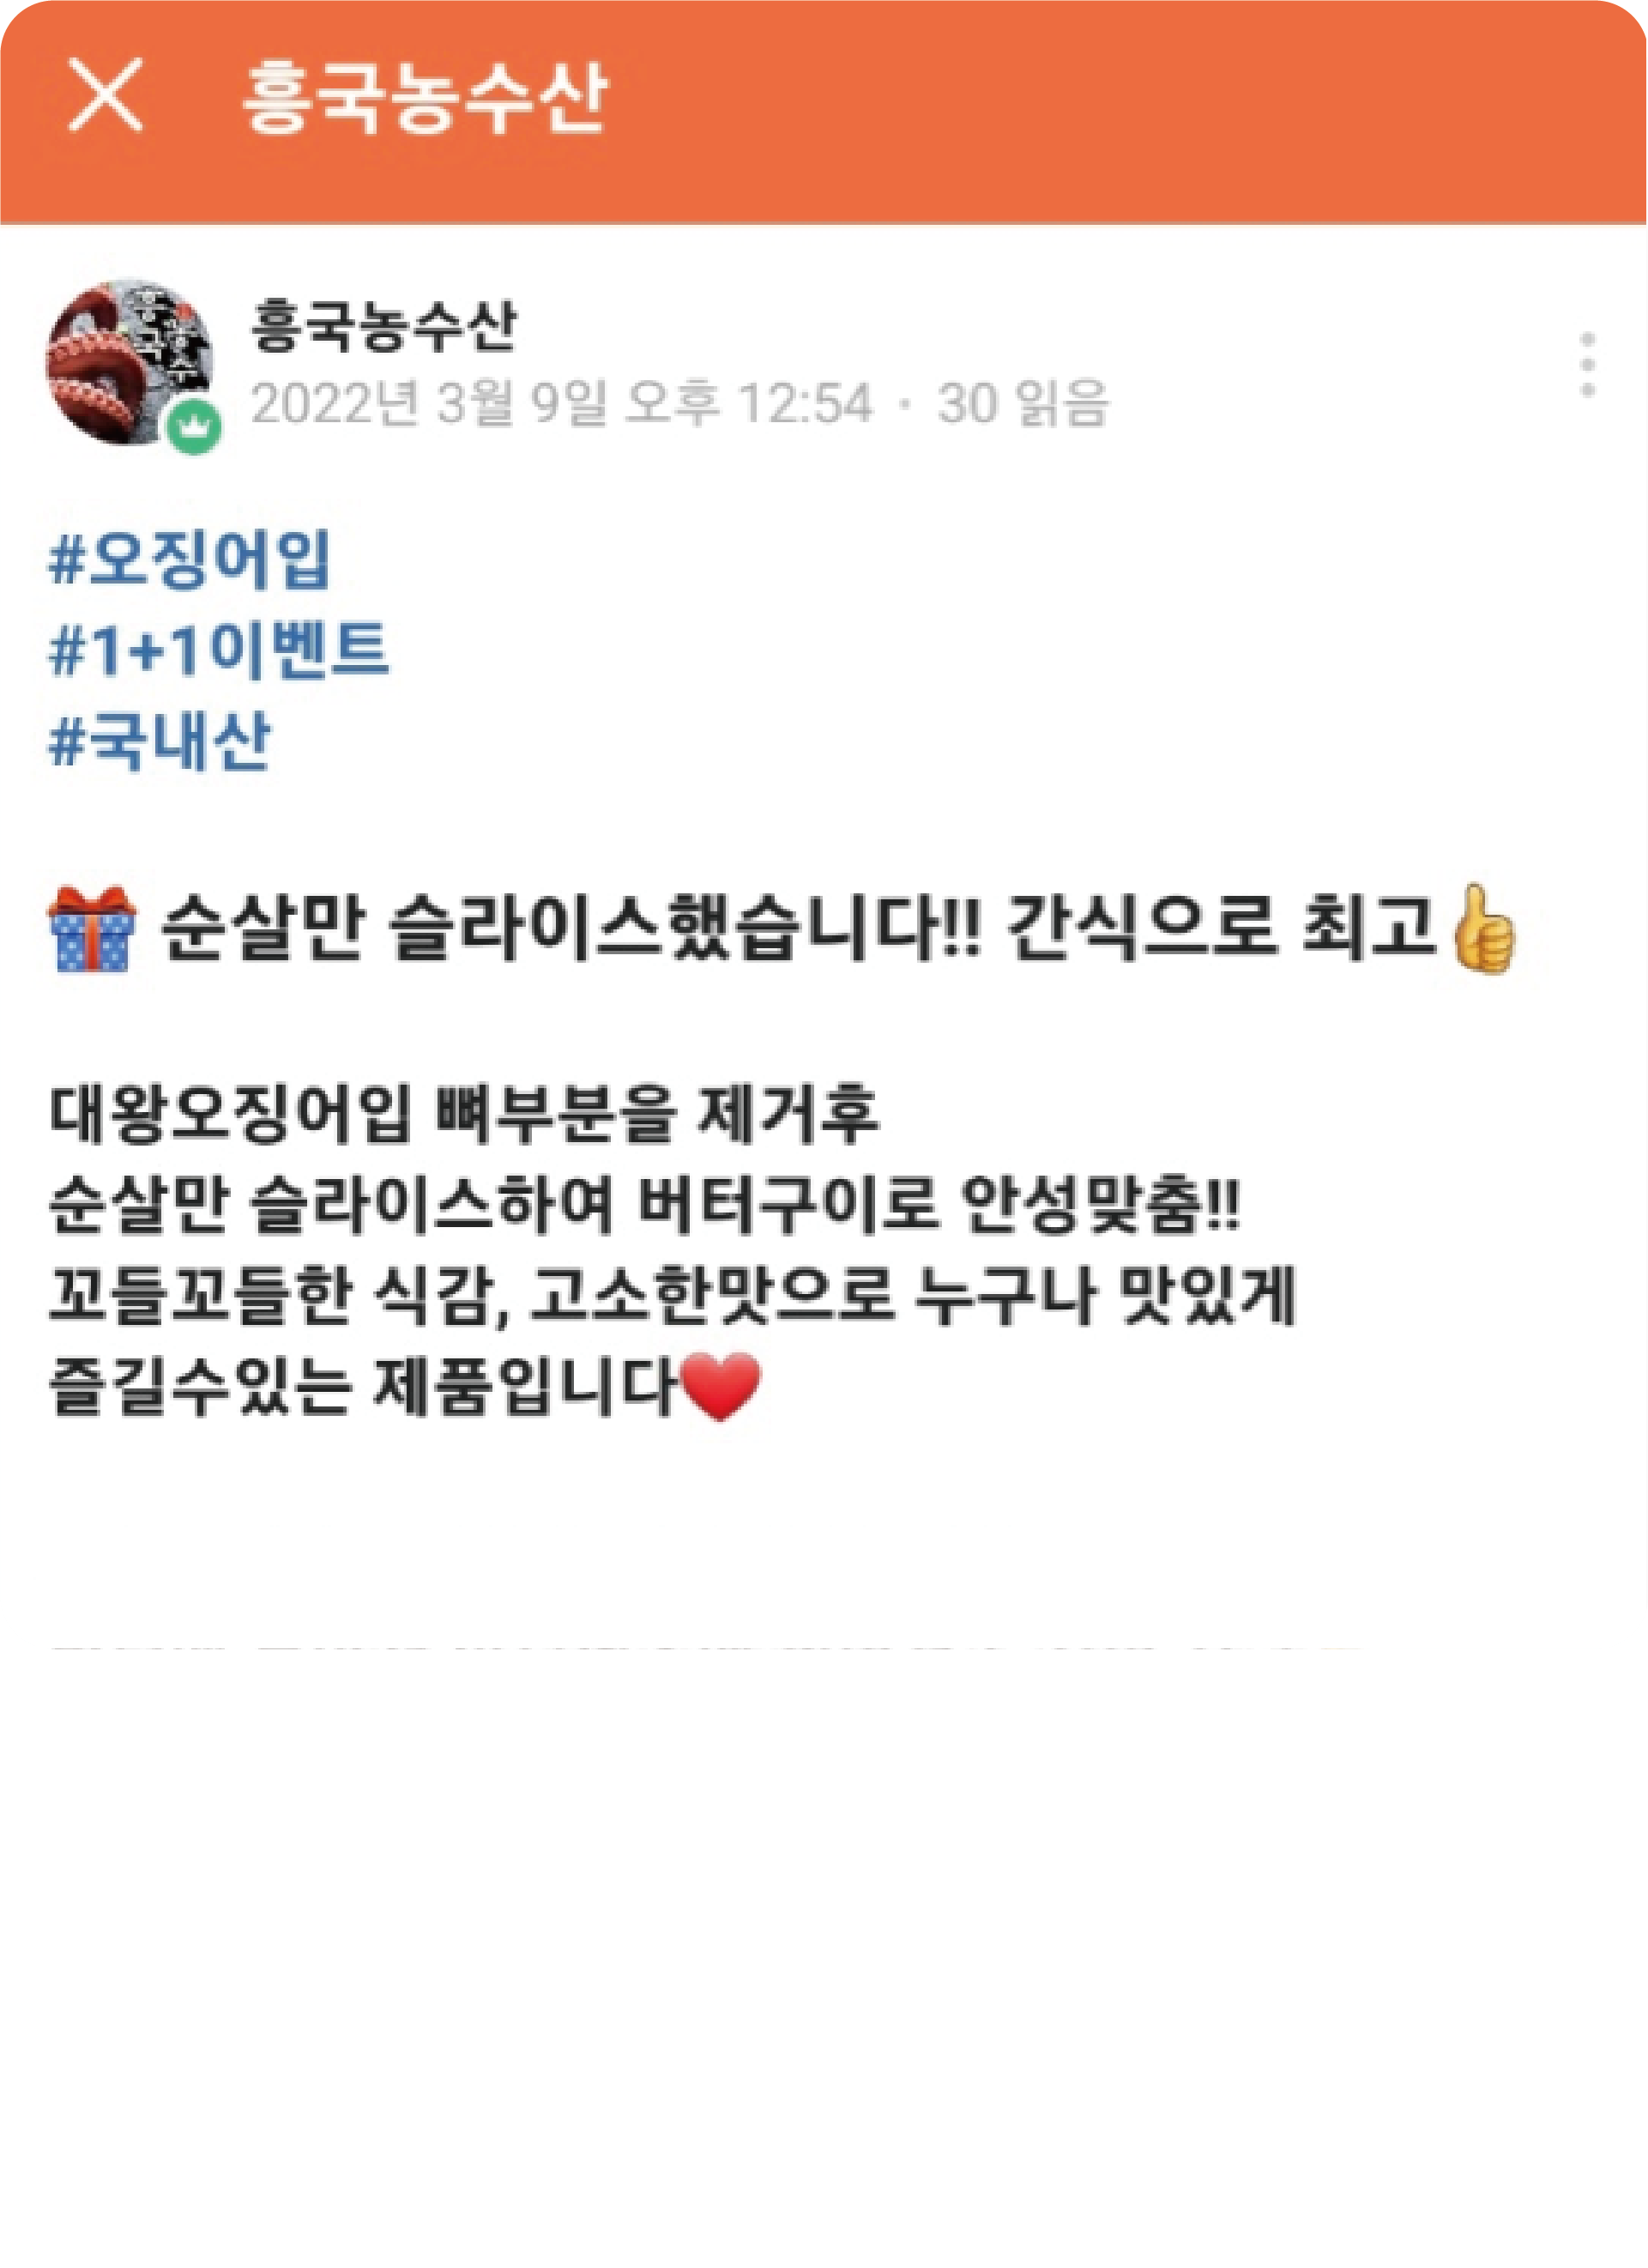 흥국농수산
흥국농수산
2022년 3월 9일 오후 12:54 · 30 읽음
#오징어입
#1+1이벤트
#국내산
🎁 순살만 슬라이스했습니다!! 간식으로 최고👍
대왕오징어입 뼈부분을 제거후
순살만 슬라이스하여 버터구이로 안성맞춤!!
꼬들꼬들한 식감, 고소한맛으로 누구나 맛있게
즐길수있는 제품입니다❤️